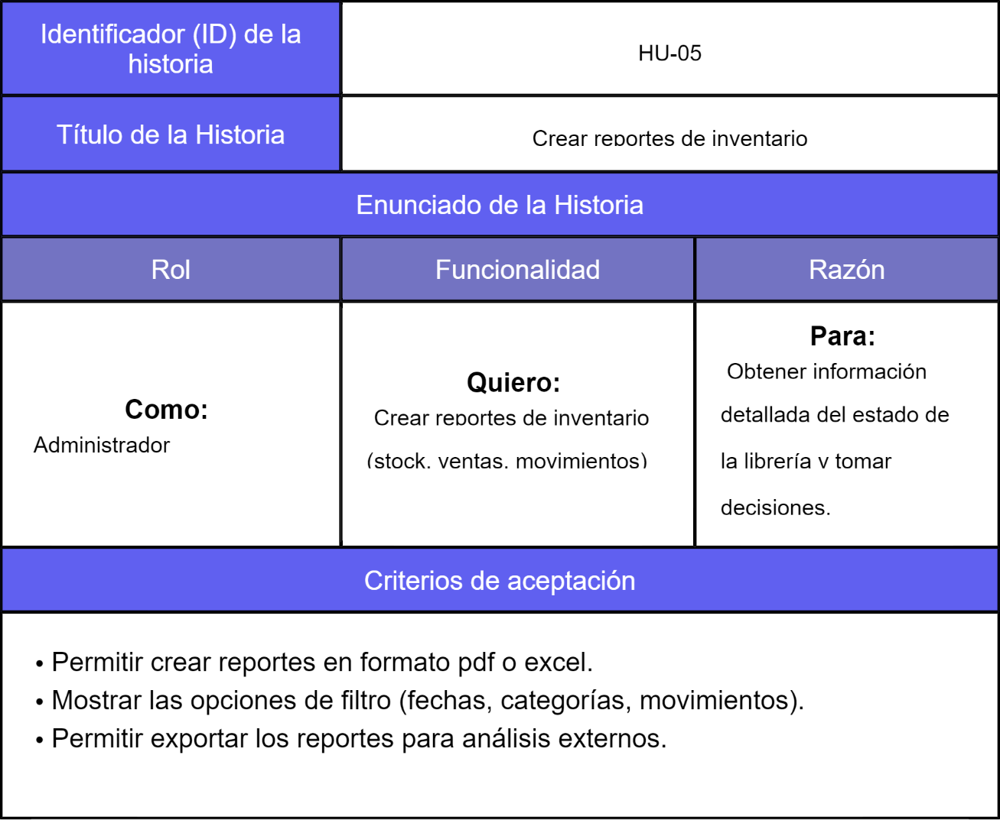 Identificador (ID) de la
historia
HU-05
Título de la Historia
Crear reportes de inventario
Enunciado de la Historia
Rol
Funcionalidad
Razón
Como:
Administrador
Quiero:
Crear reportes de inventario
(stock, ventas, movimientos)
Para:
Obtener información
detallada del estado de
la librería y tomar
decisiones.
Criterios de aceptación
• Permitir crear reportes en formato pdf o excel.
• Mostrar las opciones de filtro (fechas, categorías, movimientos).
• Permitir exportar los reportes para análisis externos.